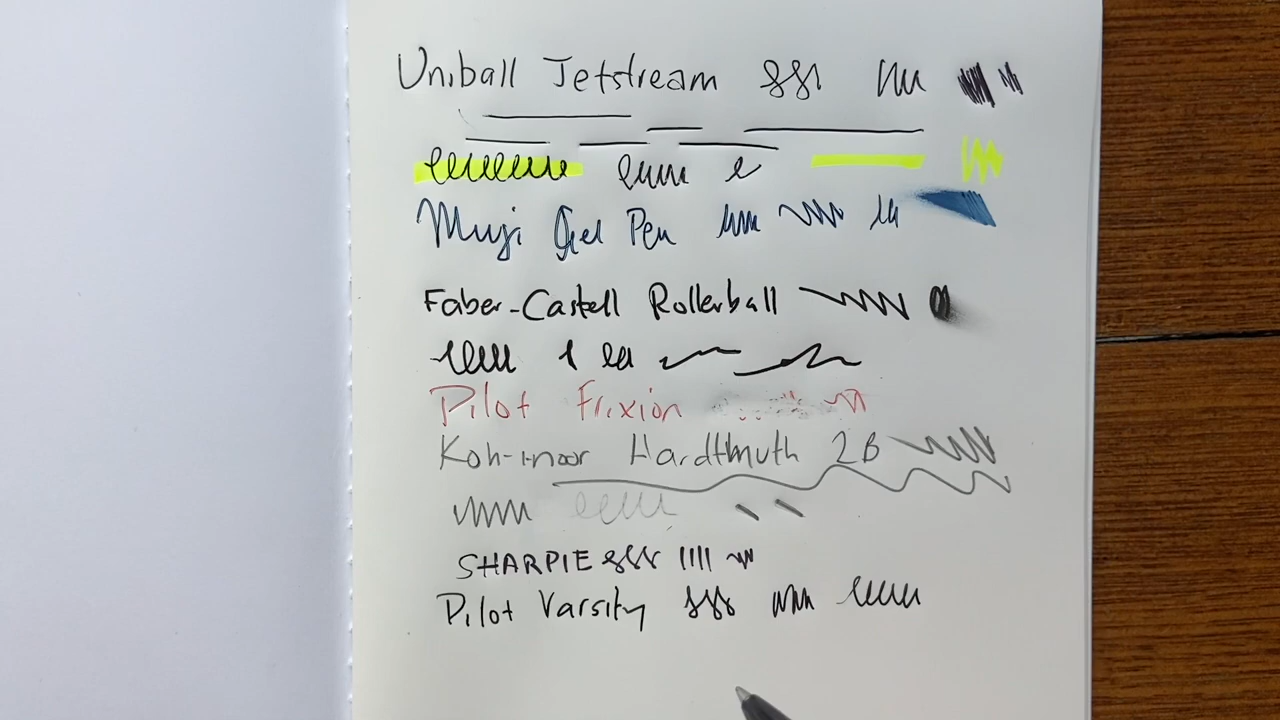 Uniball Jetstream
Muji Gel Pen
Faber-Castell Rollerball
Pilot Frixion
Koh-i-noor Hardtmuth 2B
SHARPIE
Pilot Varsity